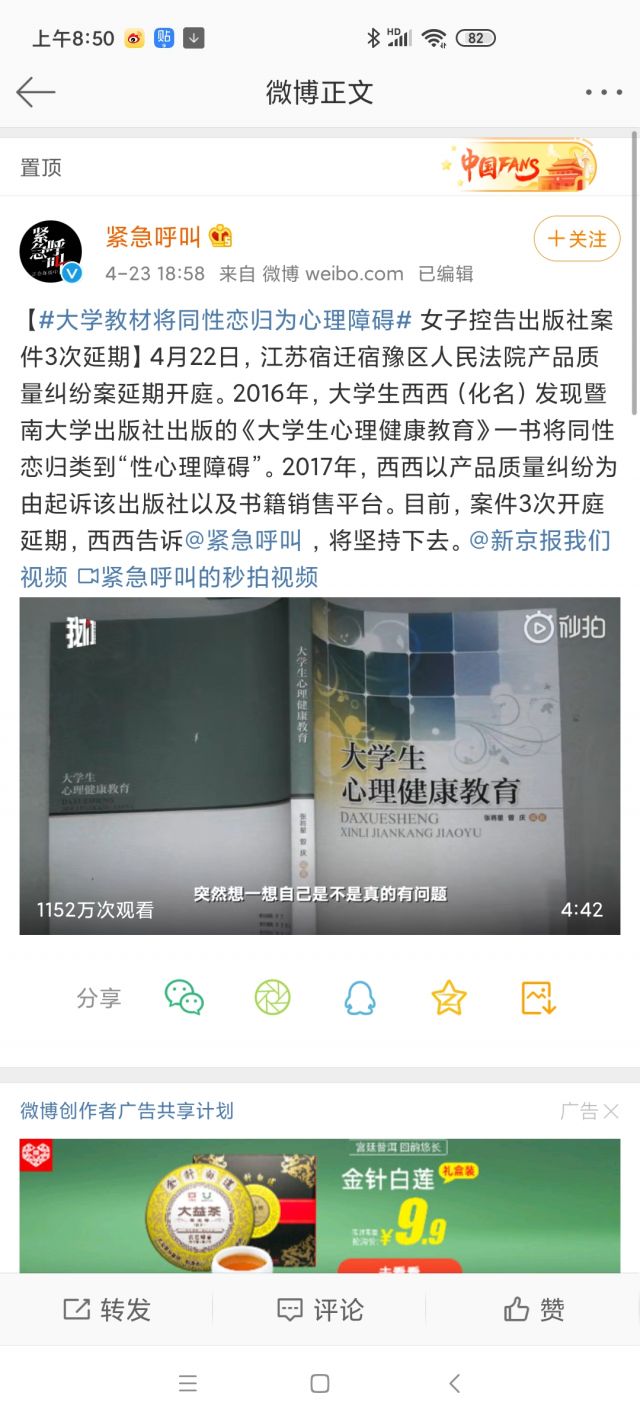 上午8:50
HD
82
微博正文
置顶
中国FANS
紧急呼叫
+关注
4-23 18:58 来自 微博 weibo.com 已编辑
【#大学教材将同性恋归为心理障碍# 女子控告出版社案
件3次延期】4月22日，江苏宿迁宿豫区人民法院产品质
量纠纷案延期开庭。2016年，大学生西西（化名）发现暨
南大学出版社出版的《大学生心理健康教育》一书将同性
恋归类到“性心理障碍”。2017年，西西以产品质量纠纷为
由起诉该出版社以及书籍销售平台。目前，案件3次开庭
延期，西西告诉@紧急呼叫 ，将坚持下去。@新京报我们
视频 紧急呼叫的秒拍视频
我们
秒拍
大学生心理健康教育
大学生
心理健康教育
DAXUESHENG
XINLI JIANKANG JIAOYU
大学生
心理健康教育
突然想一想自己是不是真的有问题
1152万次观看
4:42
分享
微博创作者广告共享计划
广告
宫廷普洱 回韵悠长
金针白莲
礼盒装
金针白莲
大益茶
¥9.9
去看看
转发
评论
赞